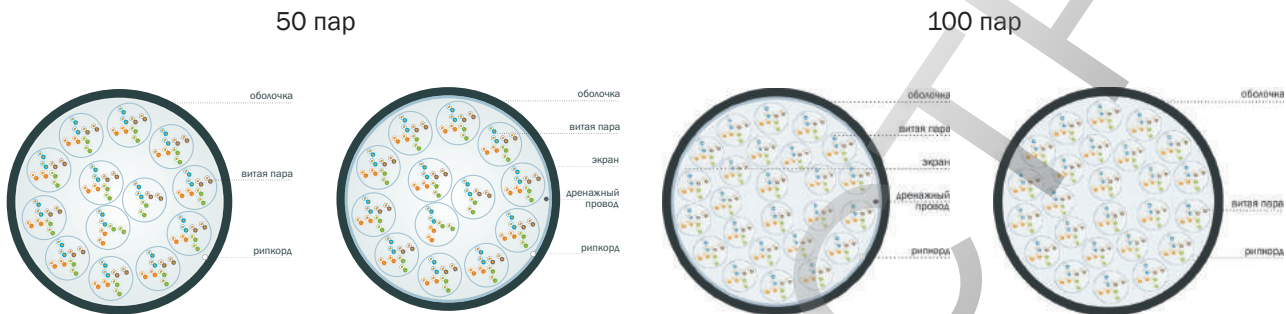 50 пар
100 пар
оболочка
витая пара
рипкорд
оболочка
витая пара
экран
дренажный
провод
рипкорд
оболочка
витая пара
экран
дренажный
провод
рипкорд
оболочка
витая пара
рипкорд